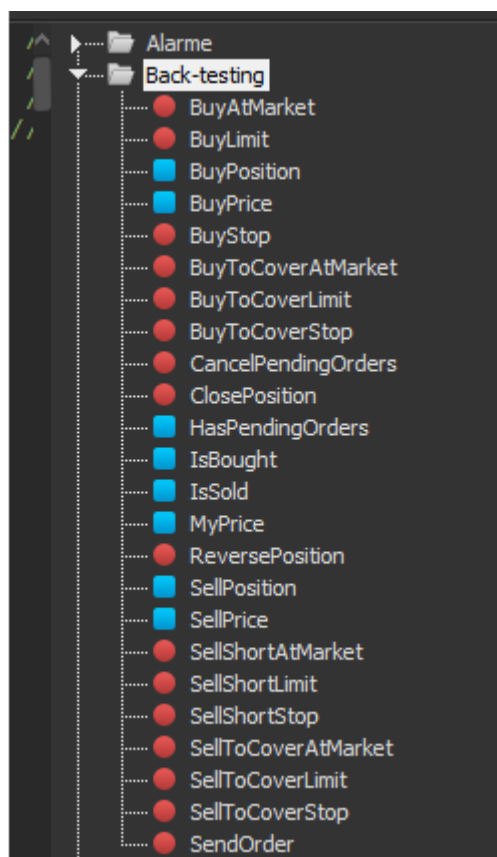 Alarme
Back-testing
BuyAtMarket
BuyLimit
BuyPosition
BuyPrice
BuyStop
BuyToCoverAtMarket
BuyToCoverLimit
BuyToCoverStop
CancelPendingOrders
ClosePosition
HasPendingOrders
IsBought
IsSold
MyPrice
ReversePosition
SellPosition
SellPrice
SellShortAtMarket
SellShortLimit
SellShortStop
SellToCoverAtMarket
SellToCoverLimit
SellToCoverStop
SendOrder